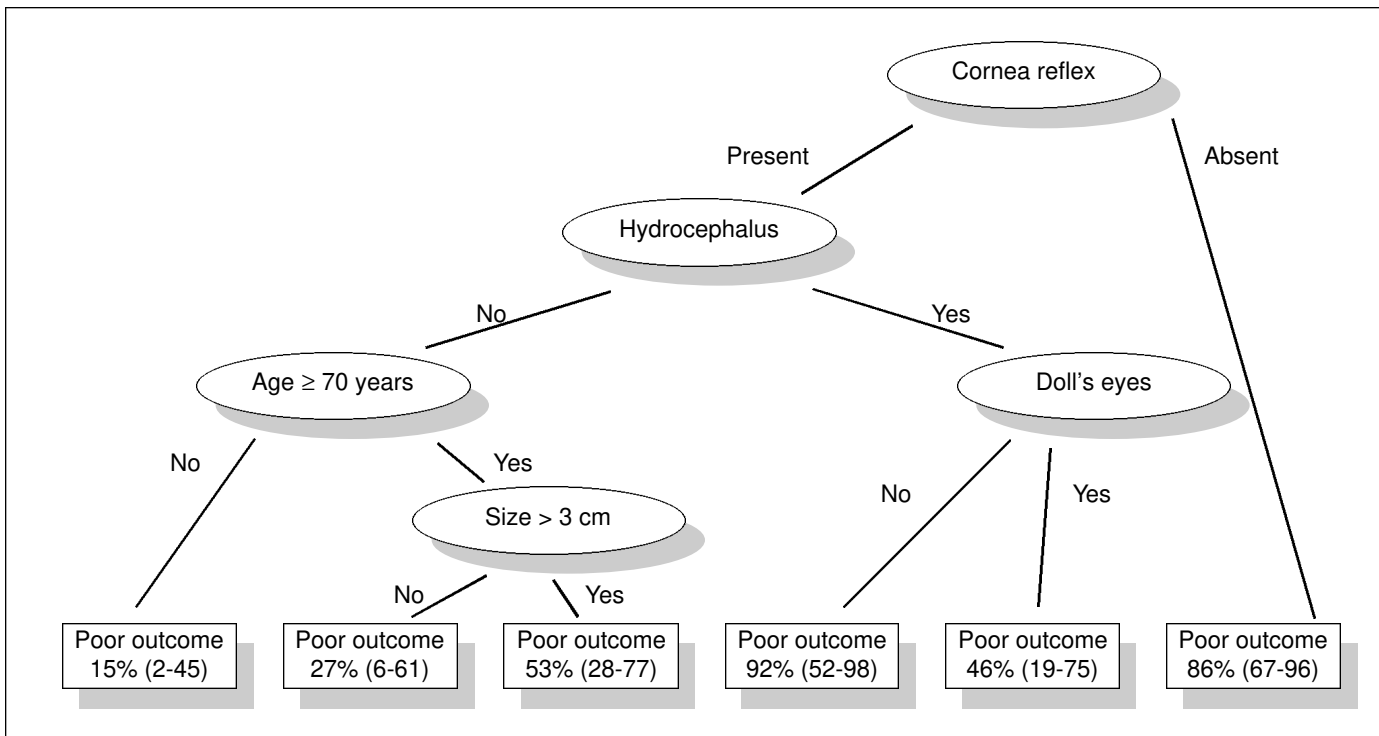 Cornea reflex
Present
Absent
Hydrocephalus
No
Yes
Age ≥ 70 years
Doll's eyes
No
Yes
No
Yes
Size > 3 cm
No
Yes
Poor outcome
15% (2-45)
Poor outcome
27% (6-61)
Poor outcome
53% (28-77)
Poor outcome
92% (52-98)
Poor outcome
46% (19-75)
Poor outcome
86% (67-96)